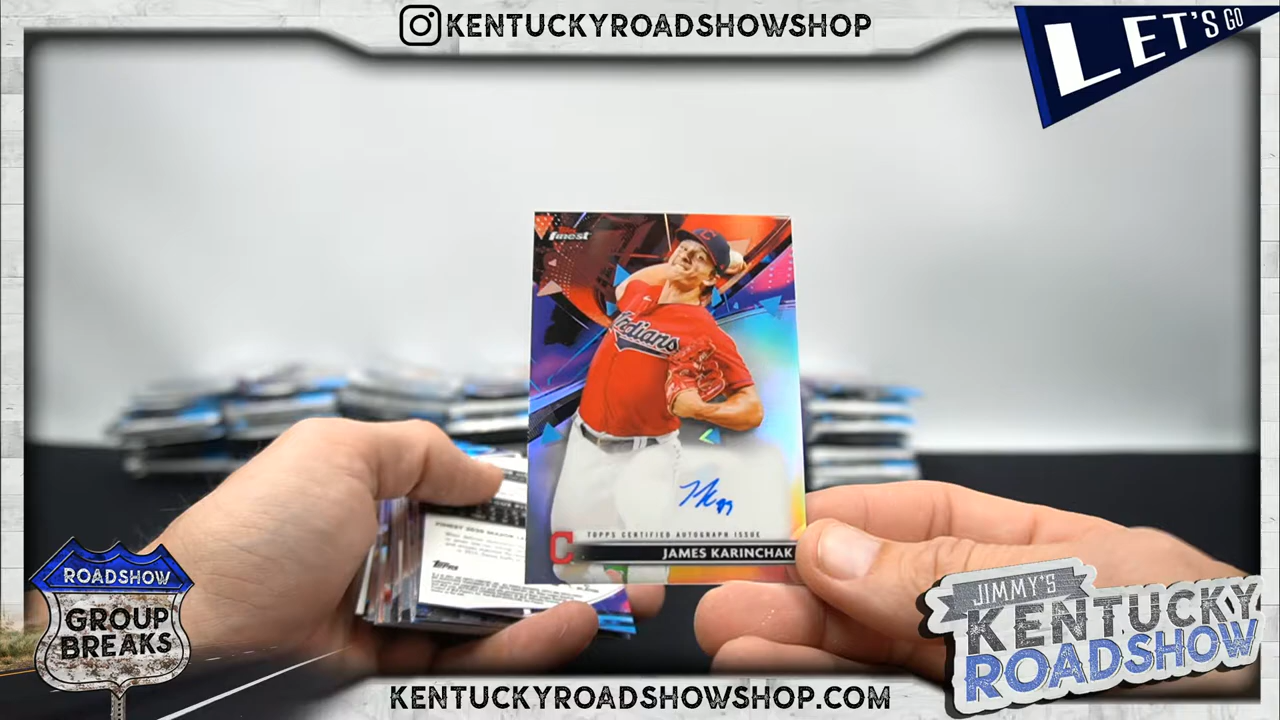 KENTUCKYROADSHOWSHOP
LET'S GO
finest
Indians
TOPPS CERTIFIED AUTOGRAPH ISSUE
JAMES KARINCHAK
Topps
ROADSHOW
GROUP
BREAKS
JIMMY'S
KENTUCKY
ROADSHOW
KENTUCKYROADSHOWSHOP.COM